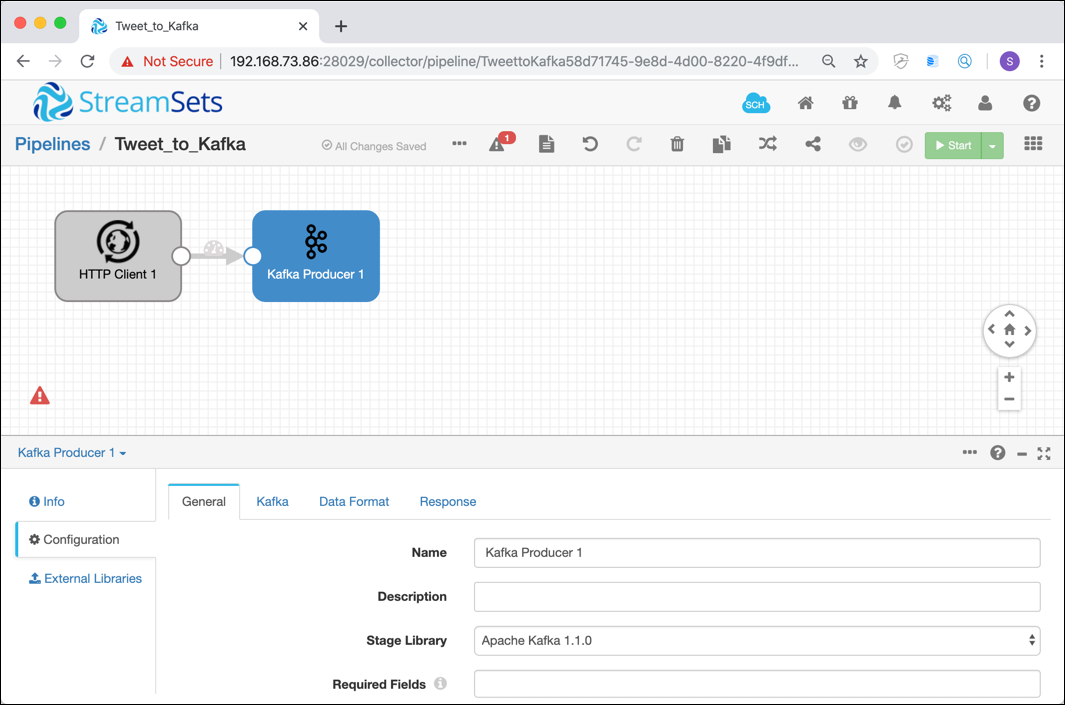 Tweet_to_Kafka
Not Secure
192.168.73.86:28029/collector/pipeline/TweettoKafka58d71745-9e8d-4d00-8220-4f9df...
S
StreamSets
SCH
Pipelines / Tweet_to_Kafka
All Changes Saved
1
Start
HTTP Client 1
Kafka Producer 1
Kafka Producer 1
Info
Configuration
External Libraries
General
Kafka
Data Format
Response
Name
Kafka Producer 1
Description
Stage Library
Apache Kafka 1.1.0
Required Fields